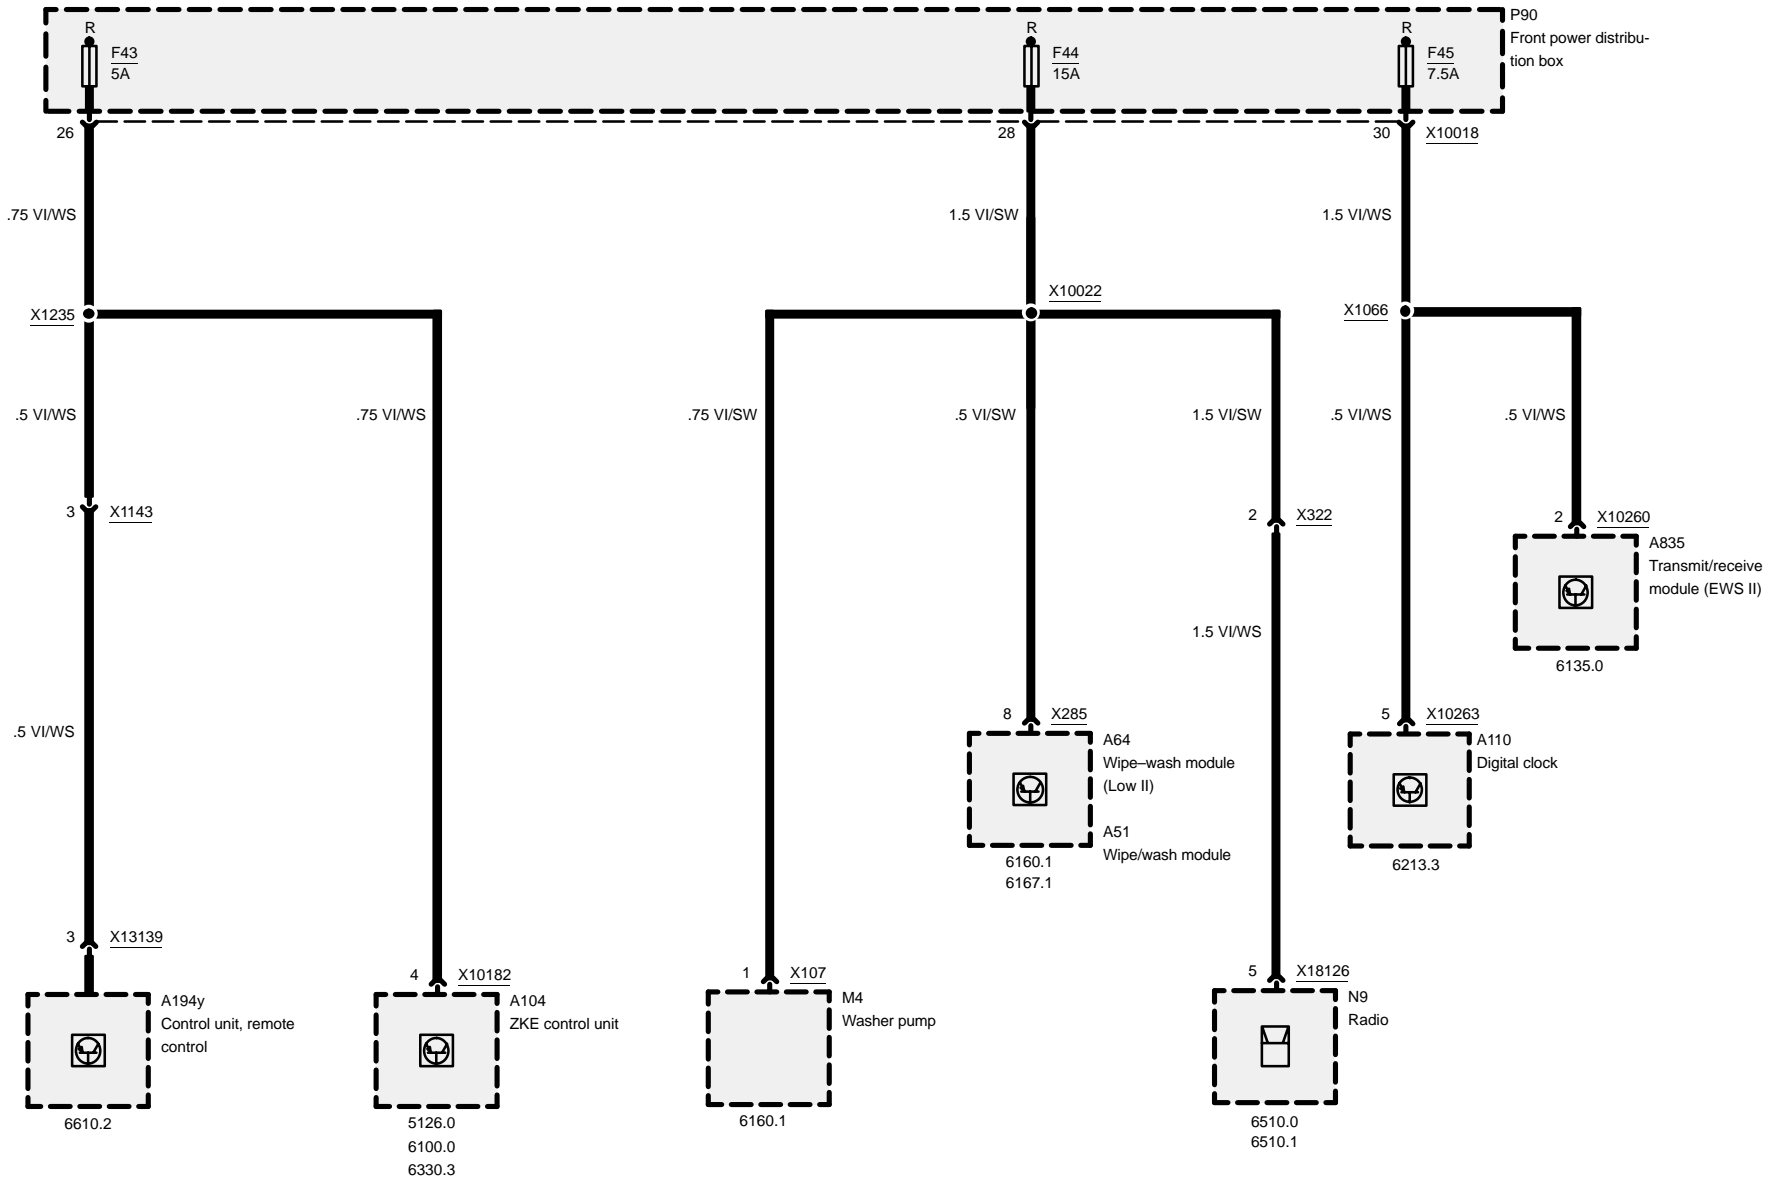 P90
Front power distribu-
tion box
R
F43
5A
R
F44
15A
R
F45
7.5A
26
28
30
X10018
.75 VI/WS
1.5 VI/SW
1.5 VI/WS
X1235
X10022
X1066
.5 VI/WS
.75 VI/WS
.75 VI/SW
.5 VI/SW
1.5 VI/SW
.5 VI/WS
.5 VI/WS
3
X1143
2
X322
2
X10260
A835
Transmit/receive
module (EWS II)
6135.0
1.5 VI/WS
.5 VI/WS
8
X285
A64
Wipe–wash module
(Low II)
A51
Wipe/wash module
6160.1
6167.1
5
X10263
A110
Digital clock
6213.3
3
X13139
A194y
Control unit, remote
control
6610.2
4
X10182
A104
ZKE control unit
5126.0
6100.0
6330.3
1
X107
M4
Washer pump
6160.1
5
X18126
N9
Radio
6510.0
6510.1